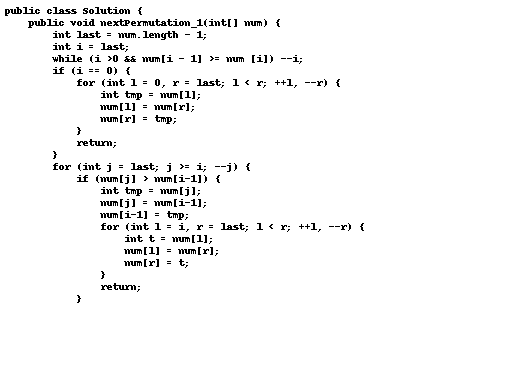 public class Solution {
    public void nextPermutation_1(int[] num) {
        int last = num.length - 1;
        int i = last;
        while (i >0 && num[i - 1] >= num [i]) --i;
        if (i == 0) {
            for (int l = 0, r = last; l < r; ++l, --r) {
                int tmp = num[l];
                num[l] = num[r];
                num[r] = tmp;
            }
            return;
        }
        for (int j = last; j >= i; --j) {
            if (num[j] > num[i-1]) {
                int tmp = num[j];
                num[j] = num[i-1];
                num[i-1] = tmp;
                for (int l = i, r = last; l < r; ++l, --r) {
                    int t = num[l];
                    num[l] = num[r];
                    num[r] = t;
                }
                return;
            }